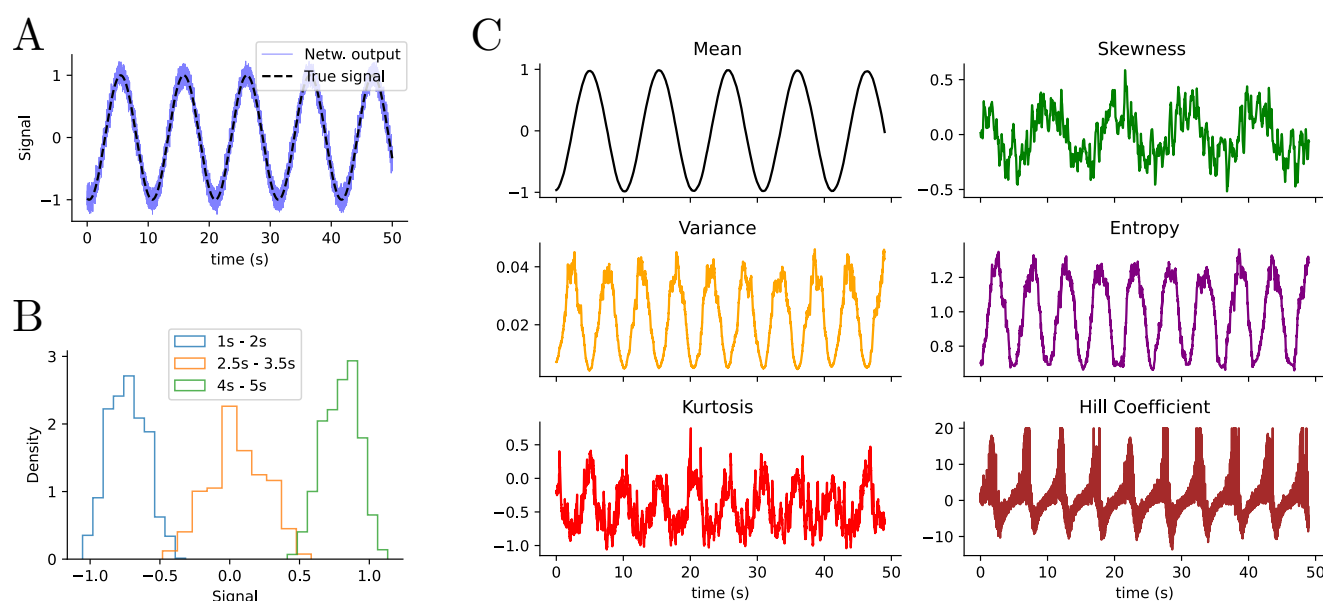 A
Netw. output
True signal
Signal
1
0
−1
0 10 20 30 40 50
time (s)
B
1s - 2s
2.5s - 3.5s
4s - 5s
Density
3
2
1
0
−1.0 −0.5 0.0 0.5 1.0
Signal
C
Mean
1
0
−1
Skewness
0.5
0.0
−0.5
Variance
0.04
0.02
Entropy
1.2
1.0
0.8
Kurtosis
0.5
0.0
−0.5
−1.0
0 10 20 30 40 50
time (s)
Hill Coefficient
20
10
0
−10
0 10 20 30 40 50
time (s)